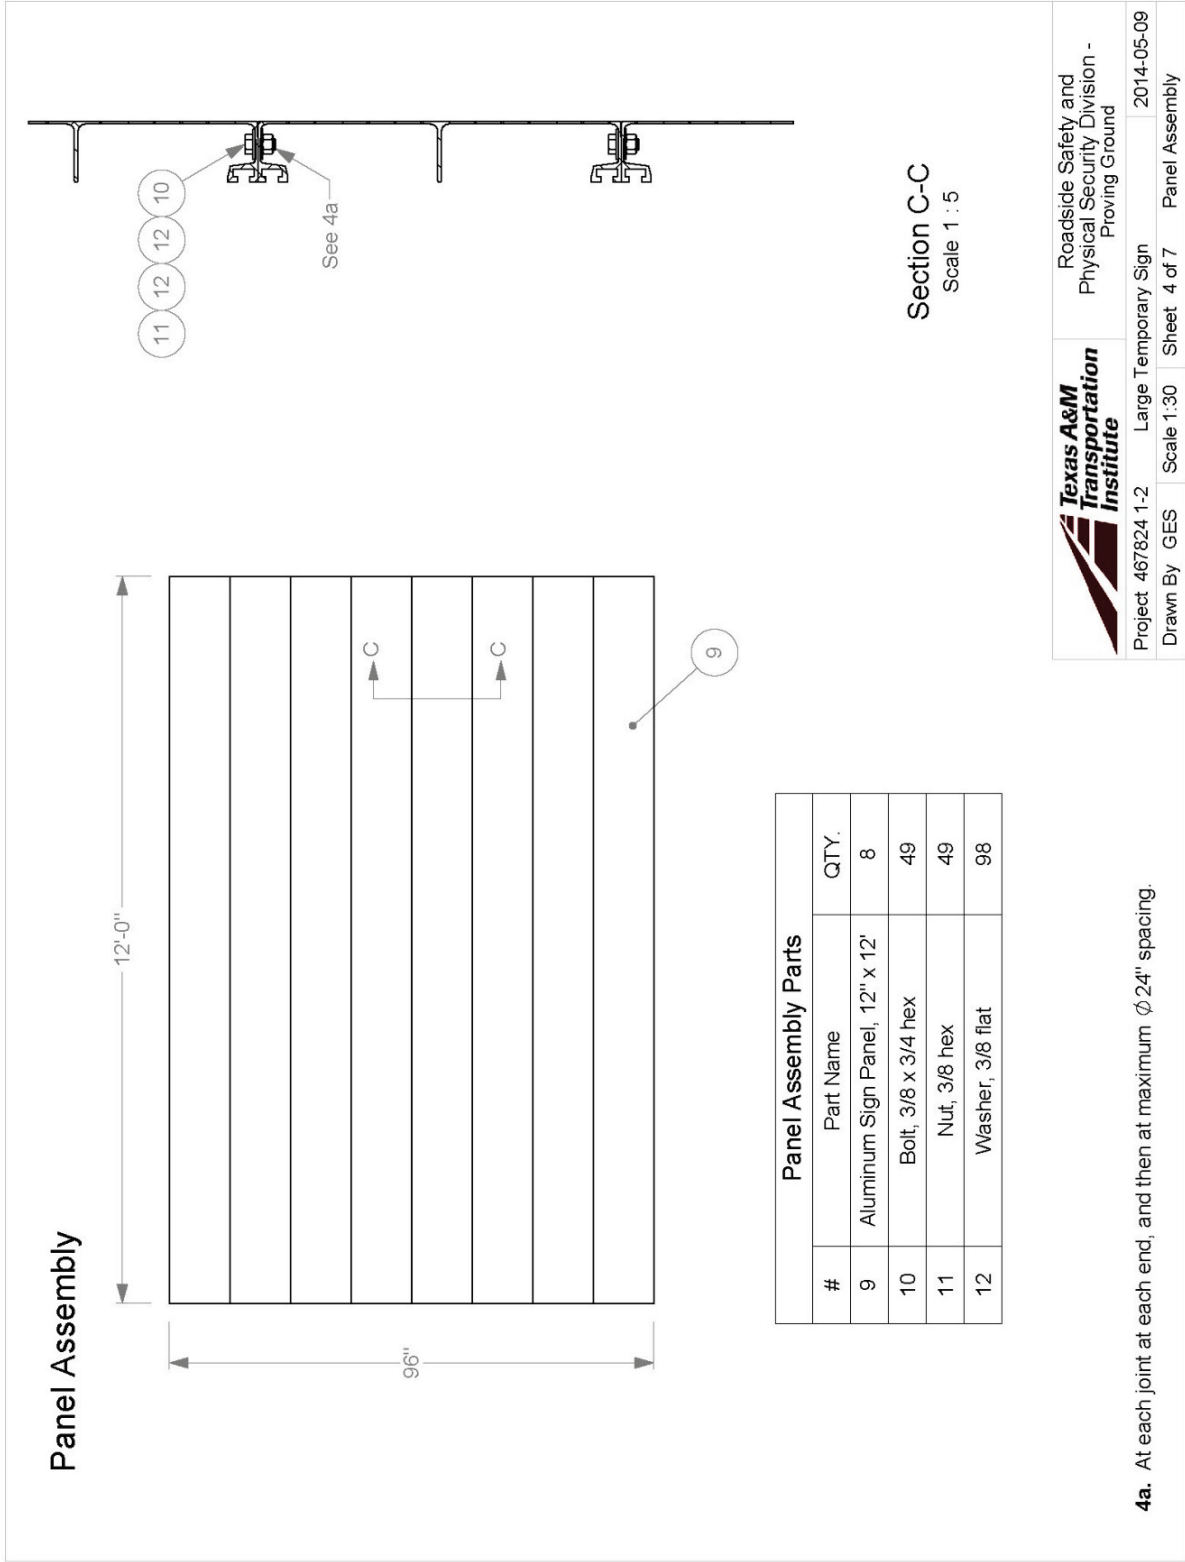 Panel Assembly
12'-0"
96"
C
C
9
11 12 12 10
See 4a
Section C-C
Scale 1 : 5
Panel Assembly Parts
# Part Name QTY.
9 Aluminum Sign Panel, 12" x 12' 8
10 Bolt, 3/8 x 3/4 hex 49
11 Nut, 3/8 hex 49
12 Washer, 3/8 flat 98
4a. At each joint at each end, and then at maximum ∅24" spacing.
Texas A&M
Transportation
Institute
Roadside Safety and
Physical Security Division -
Proving Ground
Project 467824 1-2 Large Temporary Sign 2014-05-09
Drawn By GES Scale 1:30 Sheet 4 of 7 Panel Assembly